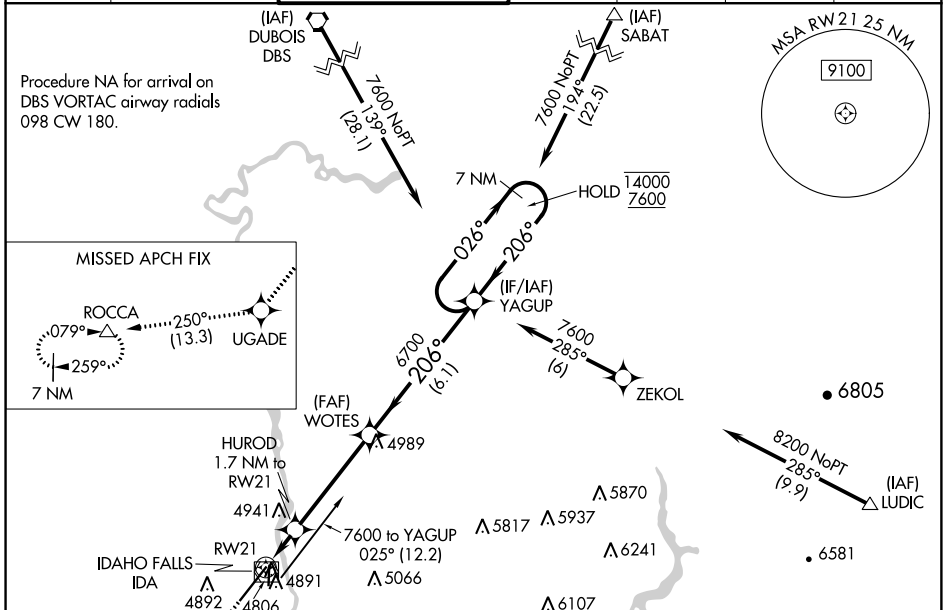 (IAF)
DUBOIS
DBS
(IAF)
SABAT
MSA RW 21 25 NM
9100
Procedure NA for arrival on
DBS VORTAC airway radials
098 CW 180.
7600 NoPT
139°
(28.1)
7600 NoPT
194°
(22.5)
7 NM
HOLD
14000
7600
026°
206°
(IF/IAF)
YAGUP
MISSED APCH FIX
ROCCA
079°
250°
(13.3)
UGADE
259°
7 NM
6700
206°
(6.1)
7600
285°
(6)
ZEKOL
6805
(FAF)
WOTES
4989
8200 NoPT
285°
(9.9)
(IAF)
LUDIC
HUROD
1.7 NM to
RW21
4941
5870
5937
5817
7600 to YAGUP
025° (12.2)
6241
6581
RW21
IDAHO FALLS
IDA
4891
5066
4892
4806
6107